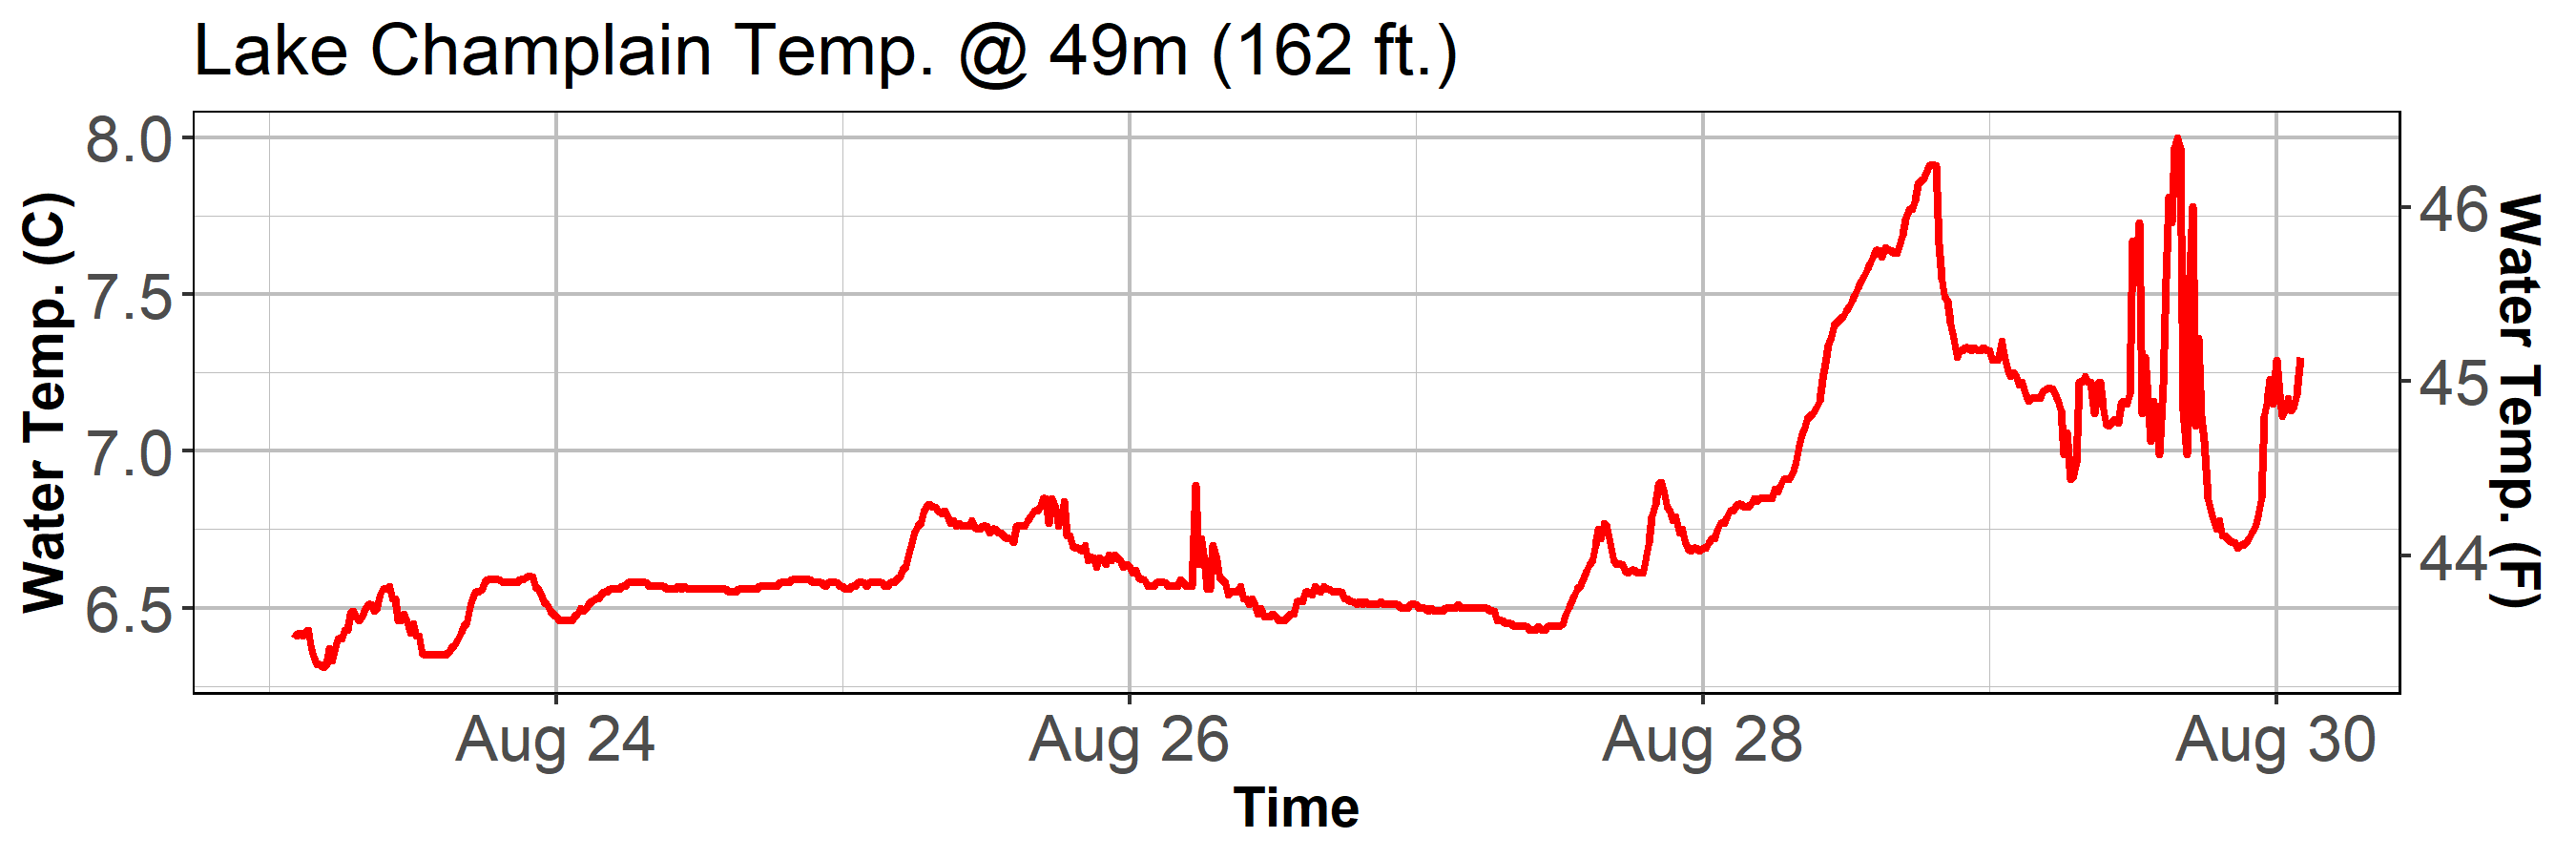 Lake Champlain Temp. @ 49m (162 ft.)
Water Temp. (C)
8.0
7.5
7.0
6.5
46
45
44
Water Temp. (F)
Aug 24 Aug 26 Aug 28 Aug 30
Time